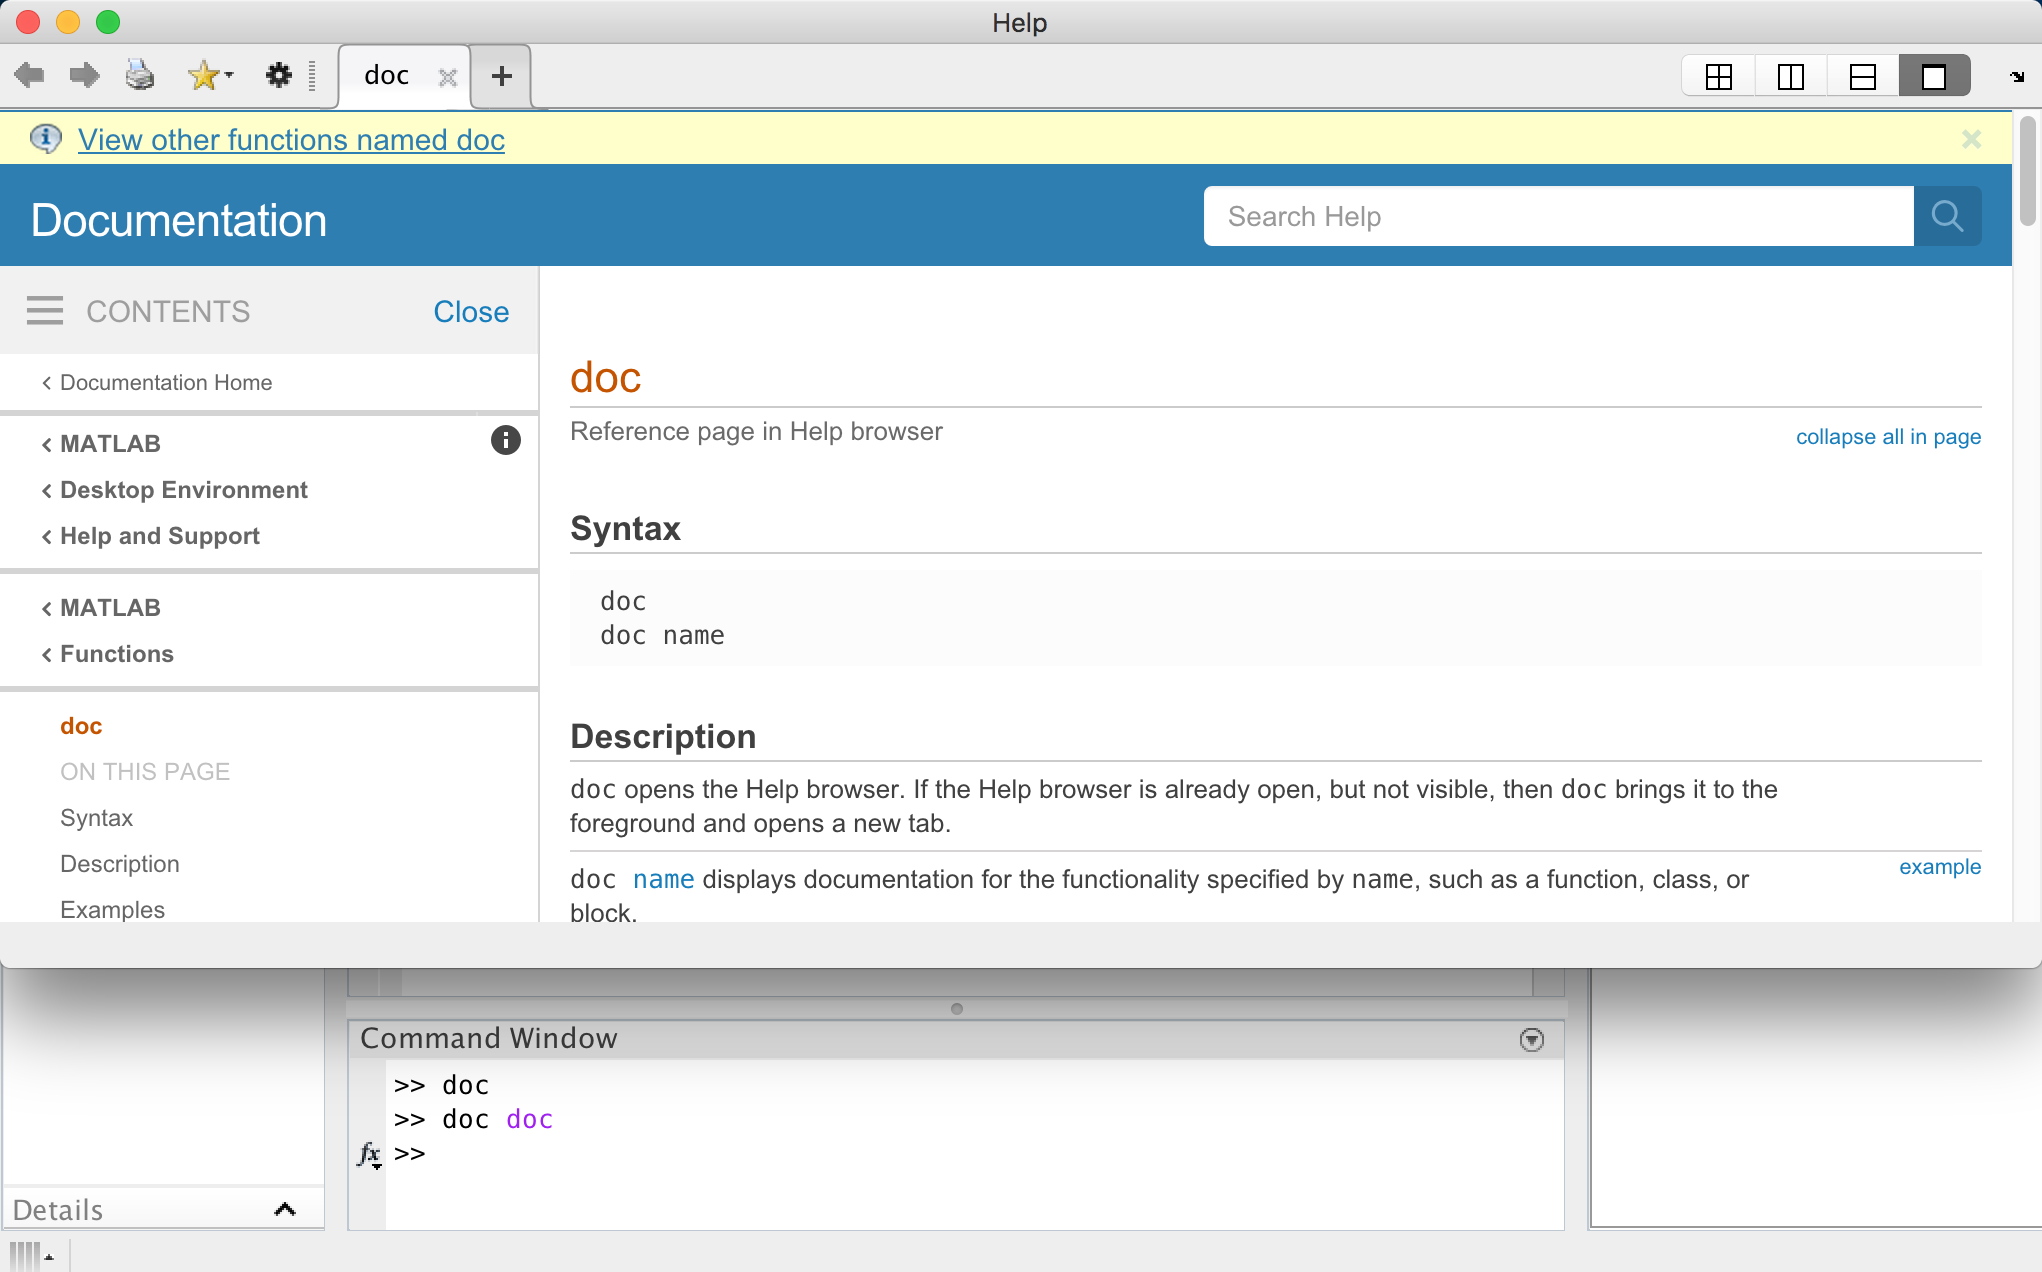 Help
doc
View other functions named doc
Documentation
Search Help
CONTENTS
Close
Documentation Home
MATLAB
Desktop Environment
Help and Support
MATLAB
Functions
doc
ON THIS PAGE
Syntax
Description
Examples
doc
Reference page in Help browser
collapse all in page
Syntax
doc
doc name
Description
doc opens the Help browser. If the Help browser is already open, but not visible, then doc brings it to the
foreground and opens a new tab.
doc name displays documentation for the functionality specified by name, such as a function, class, or
block.
example
Command Window
>> doc
>> doc doc
fx >>
Details